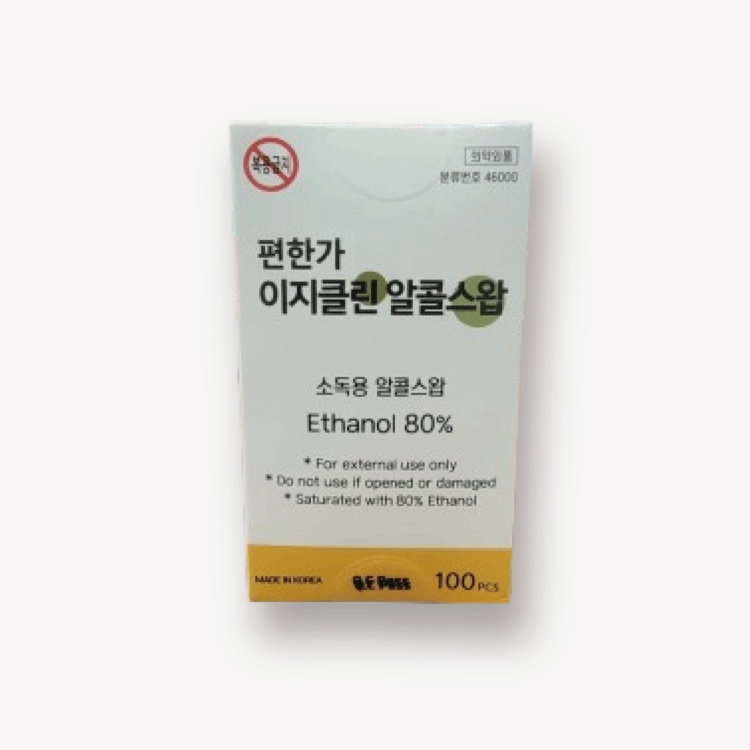 복용금지
의약외품
분류번호 46000
편한가
이지클린 알콜스왑
소독용 알콜스왑
Ethanol 80%
* For external use only
* Do not use if opened or damaged
* Saturated with 80% Ethanol
MADE IN KOREA
Q.C Pass
100 PCS